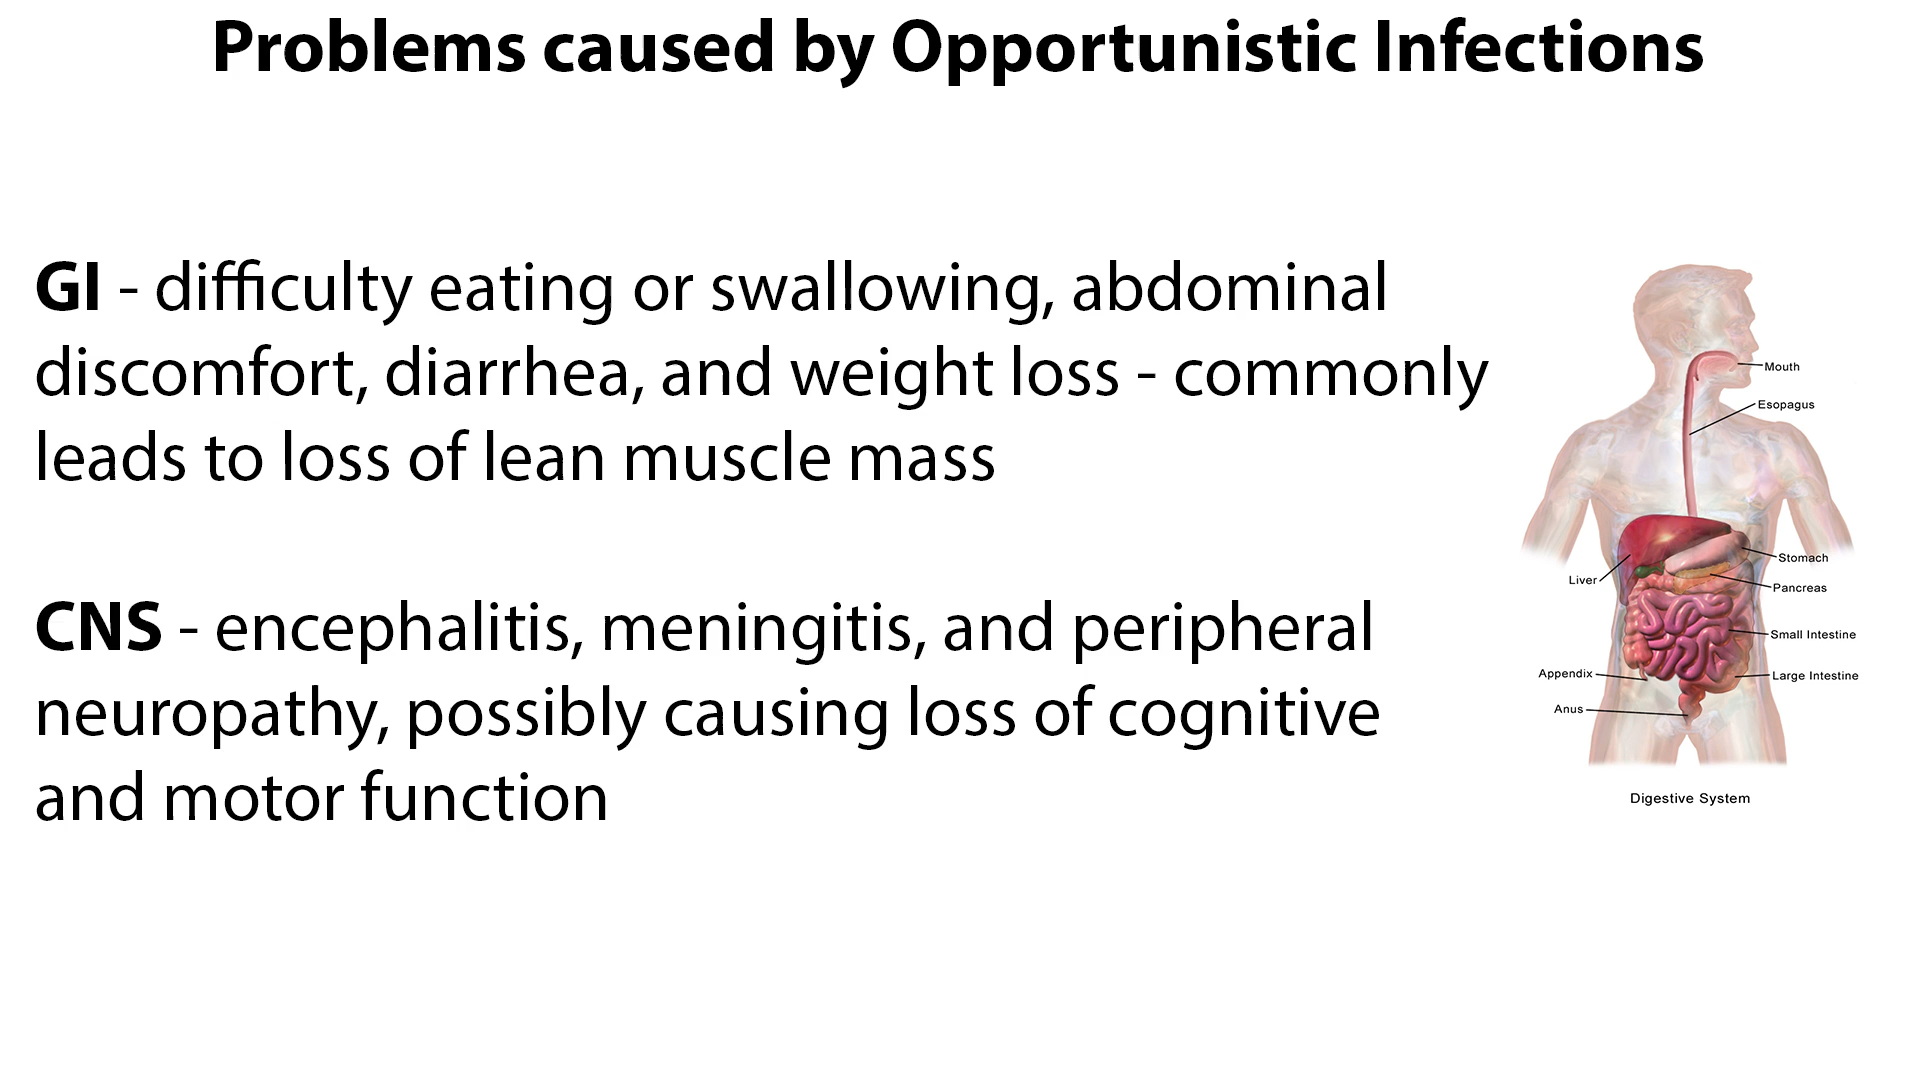 Problems caused by Opportunistic Infections
GI - difficulty eating or swallowing, abdominal
discomfort, diarrhea, and weight loss - commonly
leads to loss of lean muscle mass
CNS - encephalitis, meningitis, and peripheral
neuropathy, possibly causing loss of cognitive
and motor function
Mouth
Esopagus
Stomach
Liver
Pancreas
Small Intestine
Appendix
Large Intestine
Anus
Digestive System